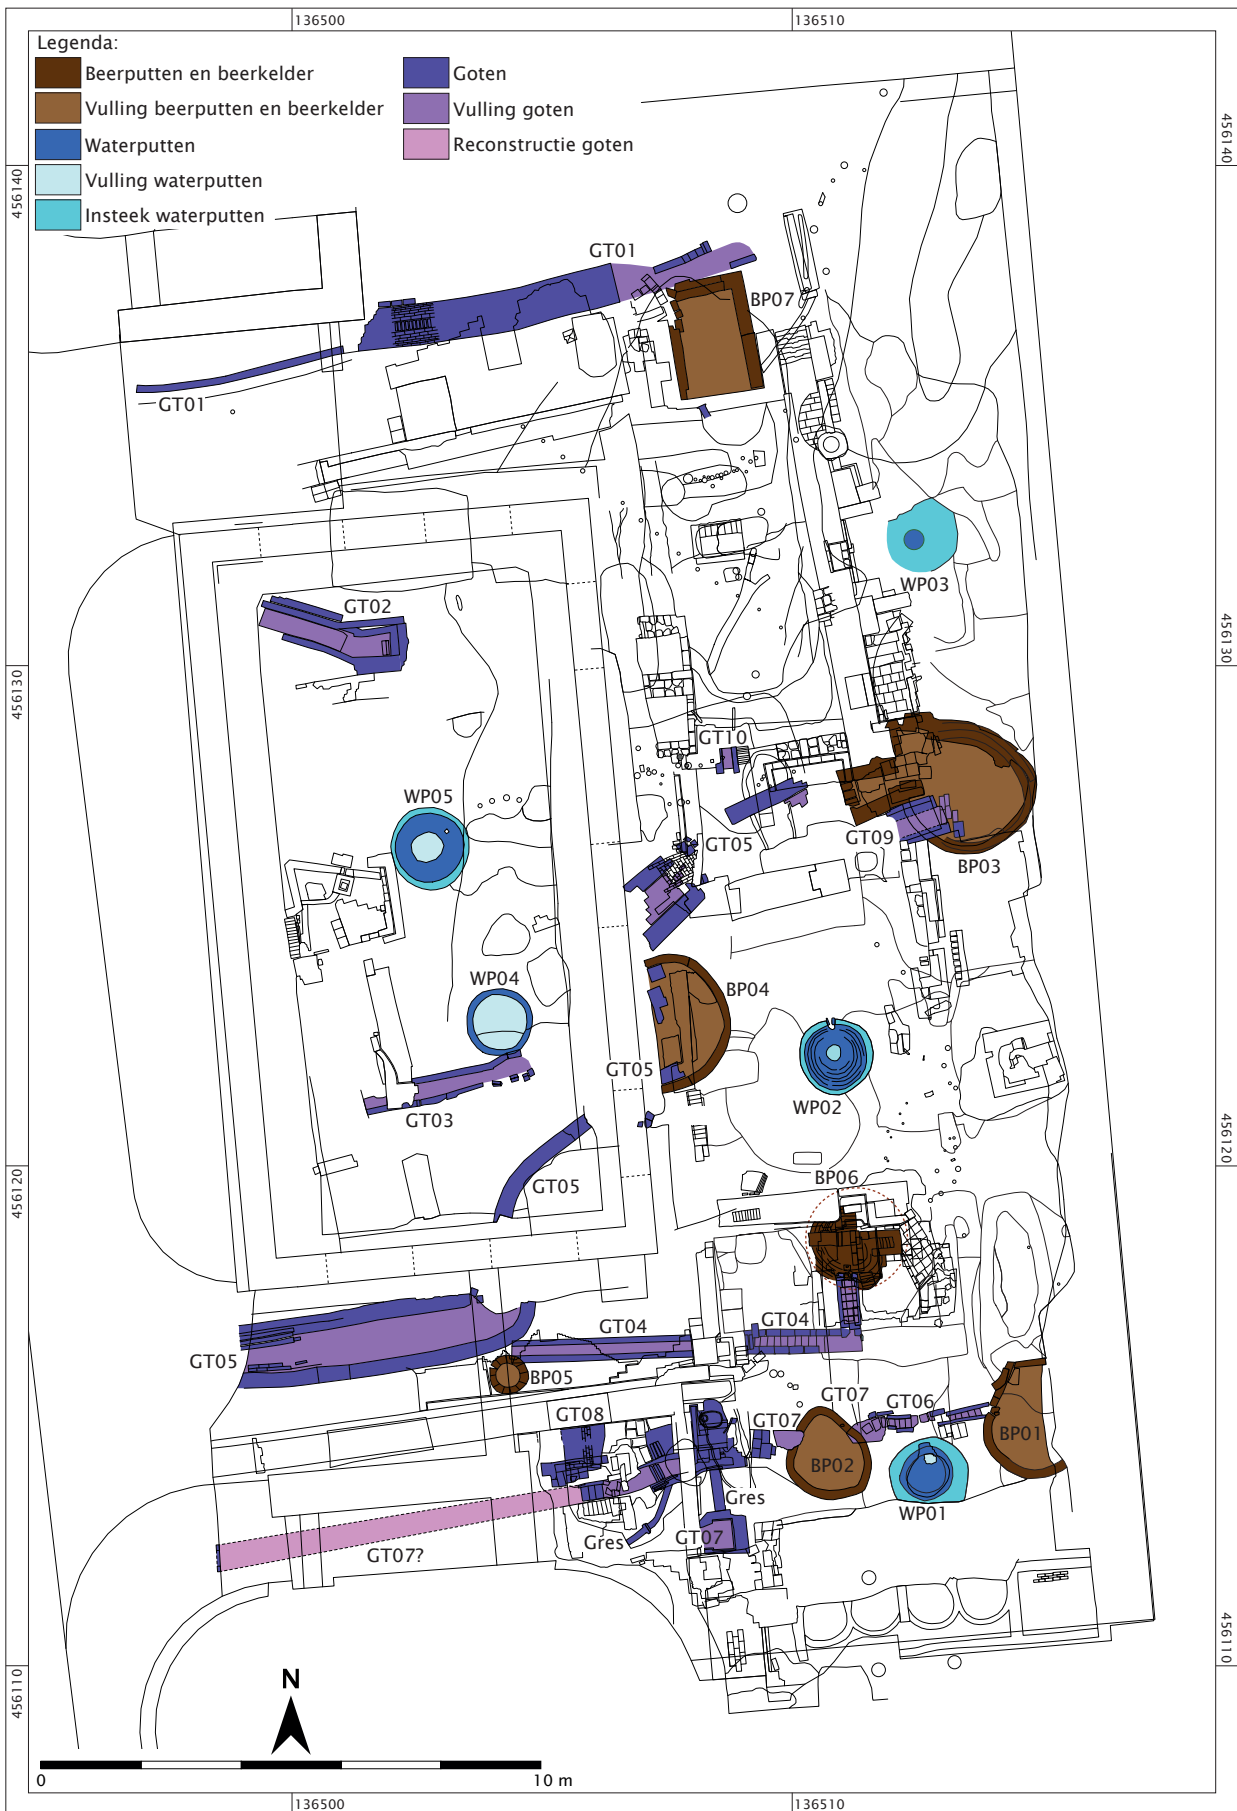 136500
136510
Legenda:
Beerputten en beerkelder
Vulling beerputten en beerkelder
Waterputten
Vulling waterputten
Insteek waterputten
Goten
Vulling goten
Reconstructie goten
456140
456140
GT01
BP07
GT01
WP03
GT02
456130
456130
GT10
WP05
GT05
GT09
BP03
WP04
BP04
GT05
WP02
GT03
456120
456120
BP06
GT05
GT04
GT04
GT05
BP05
GT07
GT06
GT08
GT07
BP01
BP02
Gres
WP01
Gres
GT07
GT07?
456110
456110
N
0
10 m
136500
136510